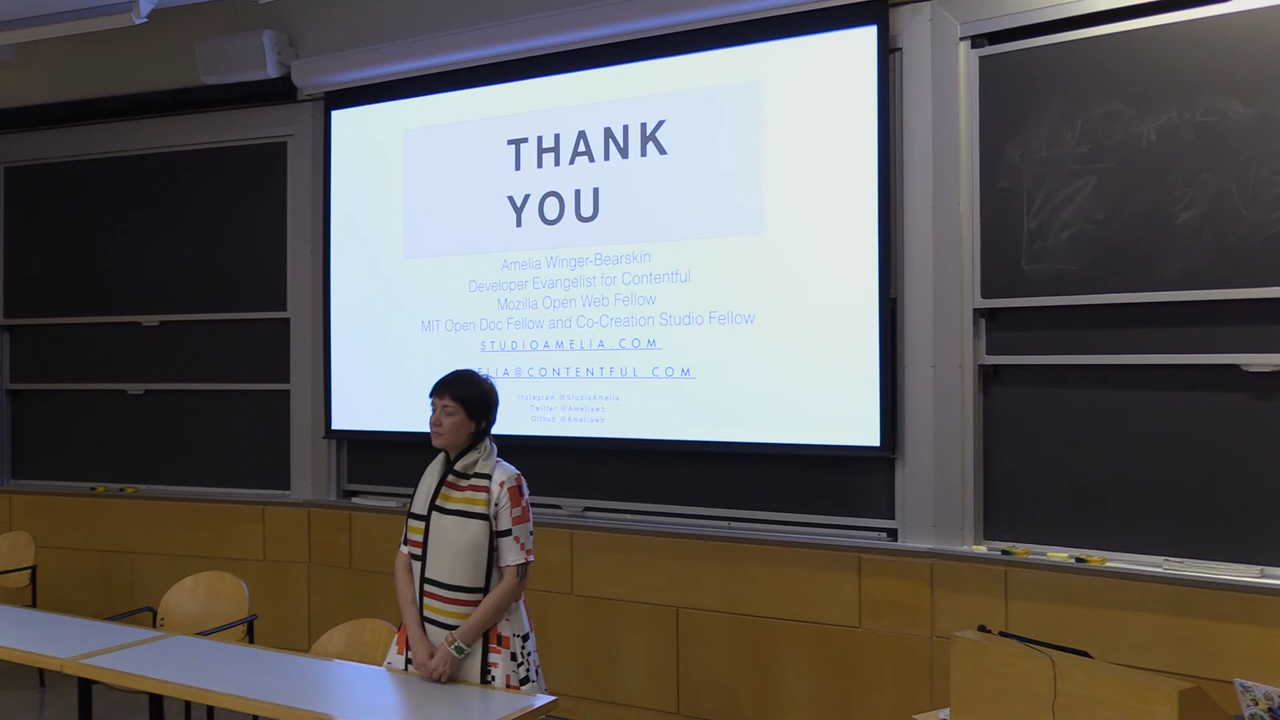 THANK
YOU
Amelia Winger-Bearskin
Developer Evangelist for Contentful
Mozilla Open Web Fellow
MIT Open Doc Fellow and Co-Creation Studio Fellow
STUDIOAMELIA.COM
ELIA@CONTENTFUL.COM
Instagram @StudioAmelia
Twitter @Ameliawb
Github @Ameliawb